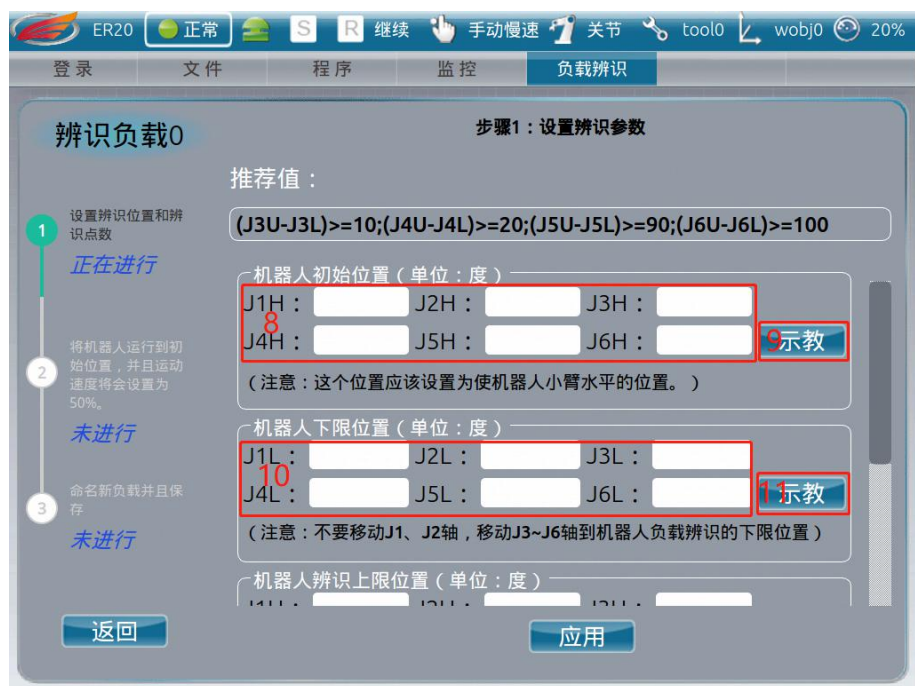 ER20 正常 S R 继续 手动慢速 关节 tool0 wobj0 20%
登录 文件 程序 监控 负载辨识
辨识负载0
步骤1：设置辨识参数
推荐值：
(J3U-J3L)>=10;(J4U-J4L)>=20;(J5U-J5L)>=90;(J6U-J6L)>=100
1
设置辨识位置和辨
识点数
正在进行
2
将机器人运行到初
始位置，并且运动
速度将会设置为
50%。
未进行
3
命名新负载并且保
存
未进行
机器人初始位置（单位：度）
J1H： J2H： J3H：
8
J4H： J5H： J6H：
9 示教
（注意：这个位置应该设置为使机器人小臂水平的位置。）
机器人下限位置（单位：度）
J1L： J2L： J3L：
10
J4L： J5L： J6L：
11 示教
（注意：不要移动J1、J2轴，移动J3~J6轴到机器人负载辨识的下限位置）
机器人辨识上限位置（单位：度）
返回 应用